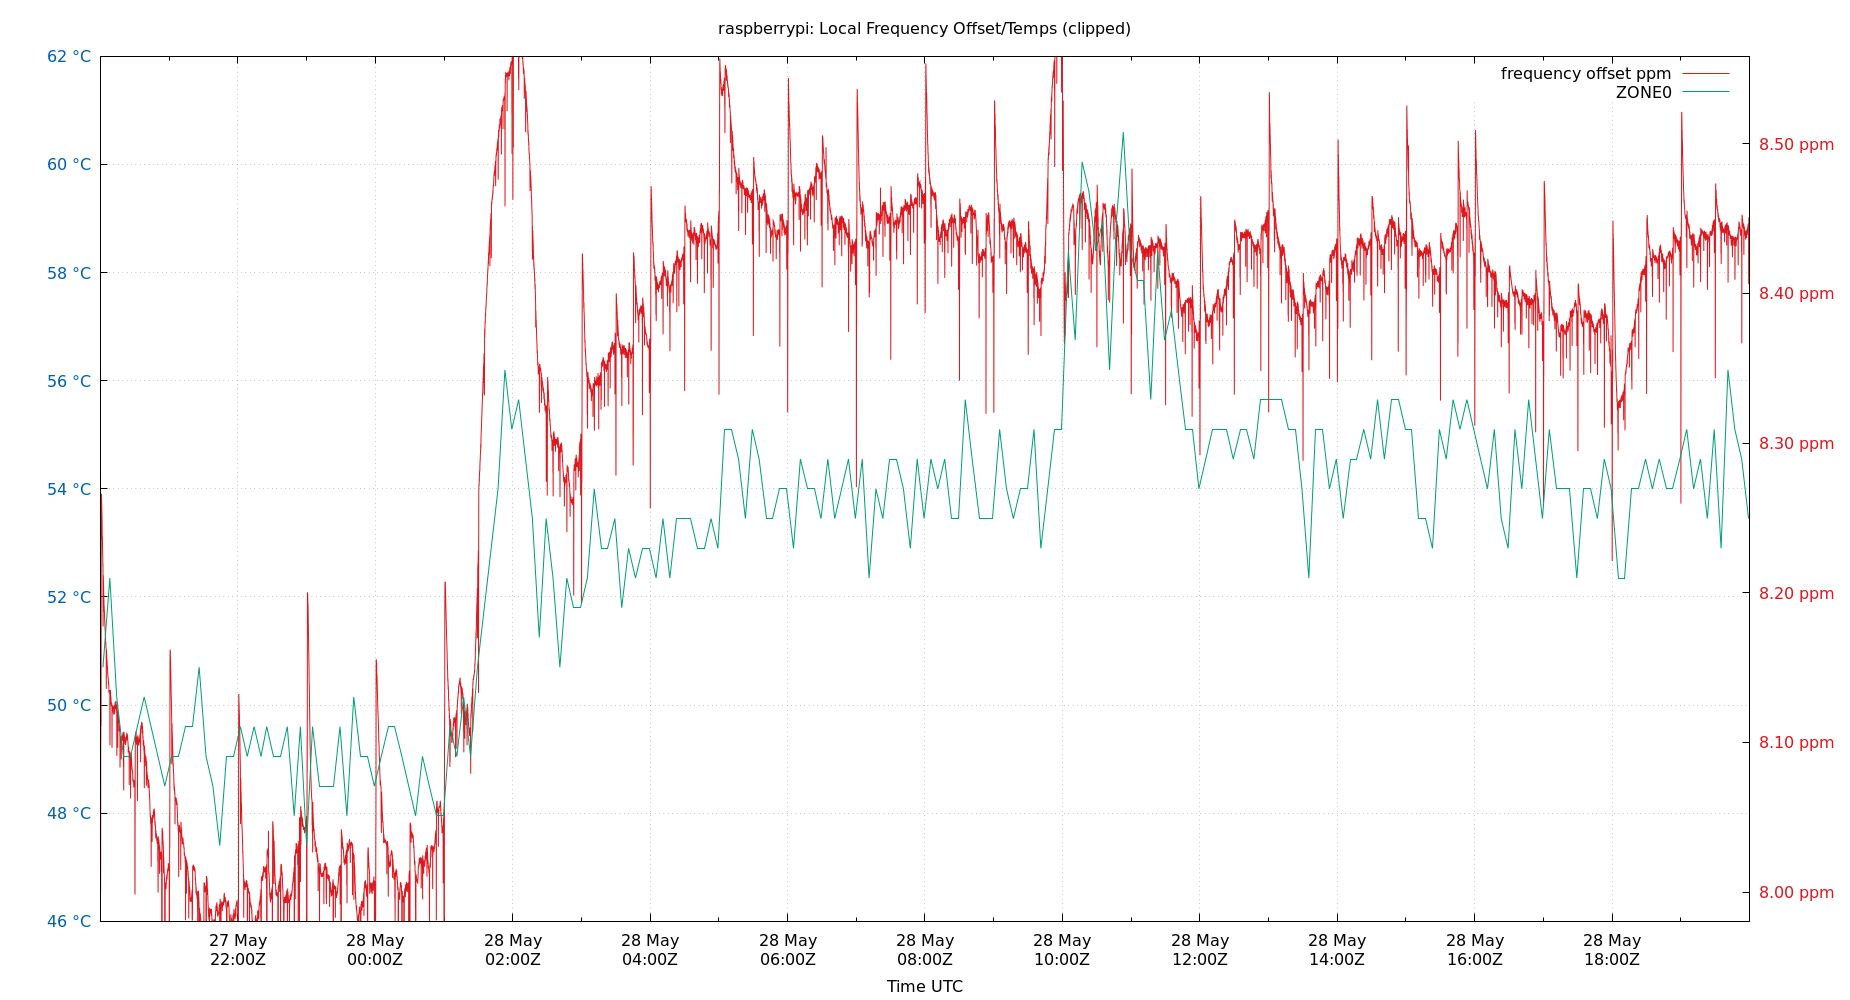 raspberrypi: Local Frequency Offset/Temps (clipped)
62 °C
60 °C
58 °C
56 °C
54 °C
52 °C
50 °C
48 °C
46 °C
frequency offset ppm
ZONE0
8.50 ppm
8.40 ppm
8.30 ppm
8.20 ppm
8.10 ppm
8.00 ppm
27 May
22:00Z
28 May
00:00Z
28 May
02:00Z
28 May
04:00Z
28 May
06:00Z
28 May
08:00Z
28 May
10:00Z
28 May
12:00Z
28 May
14:00Z
28 May
16:00Z
28 May
18:00Z
Time UTC